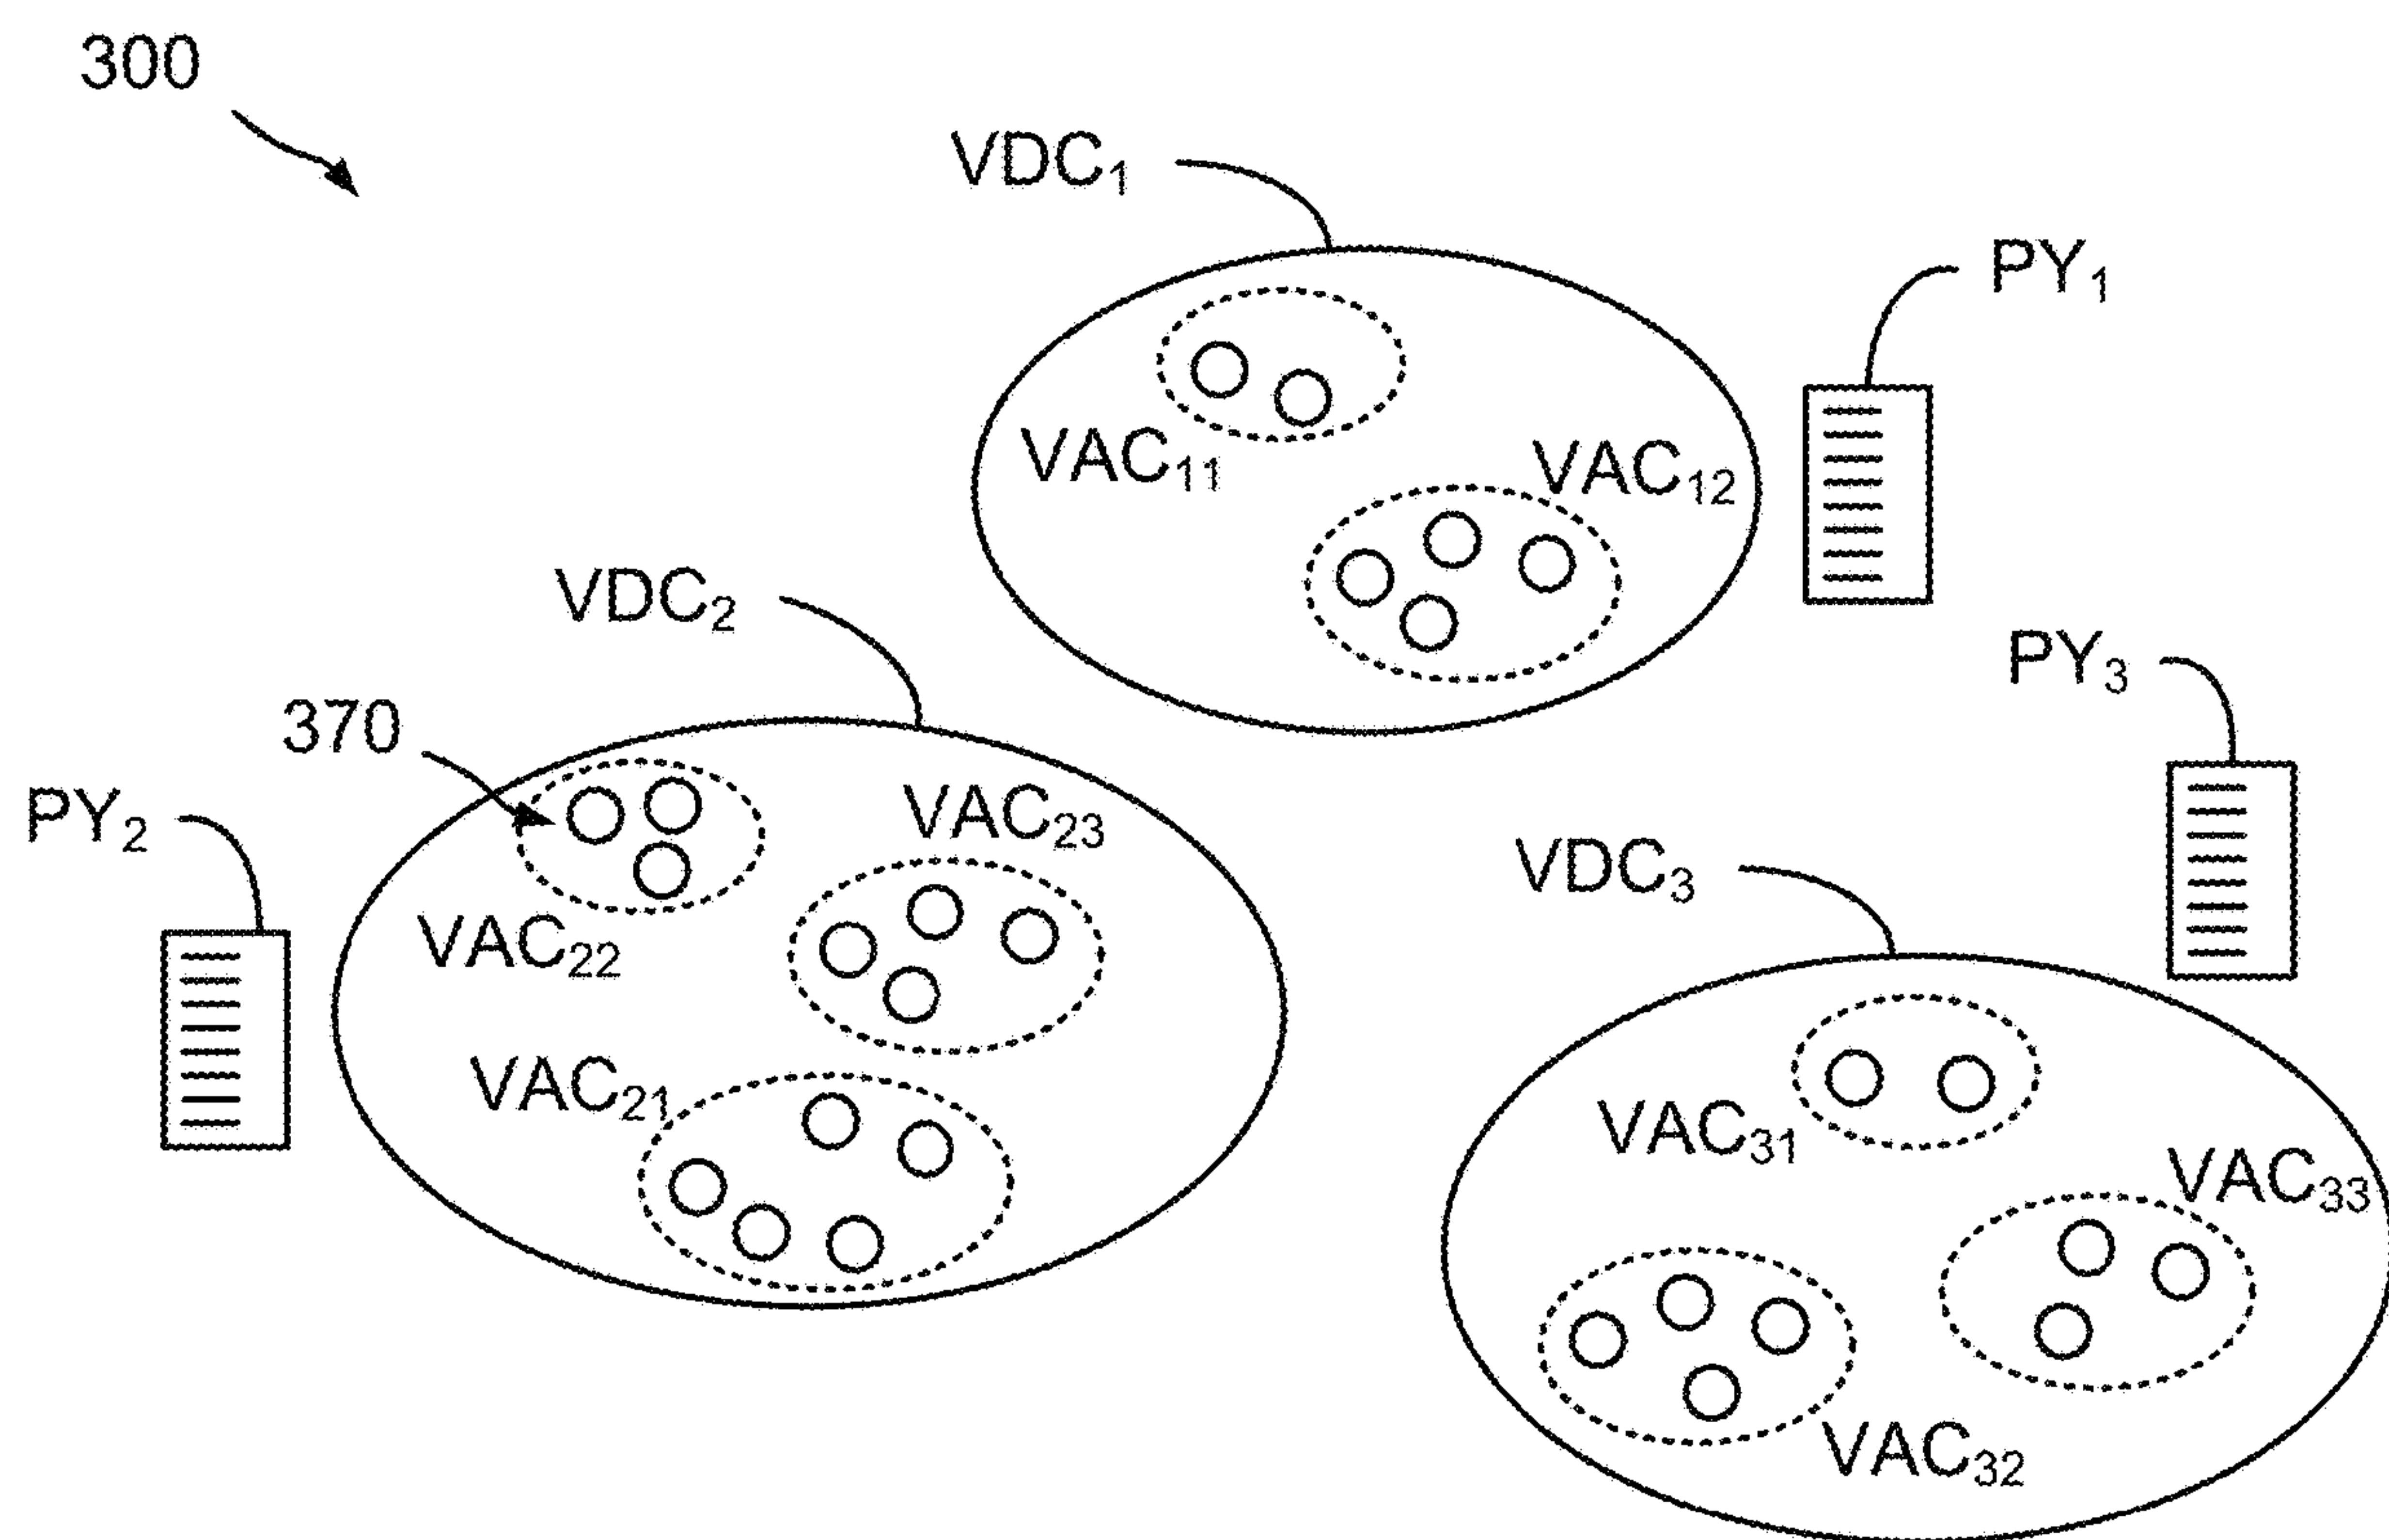 300
VDC₁
PY₁
VAC₁₁
VAC₁₂
VDC₂
PY₃
370
PY₂
VAC₂₃
VDC₃
VAC₂₂
VAC₂₁
VAC₃₁
VAC₃₃
VAC₃₂